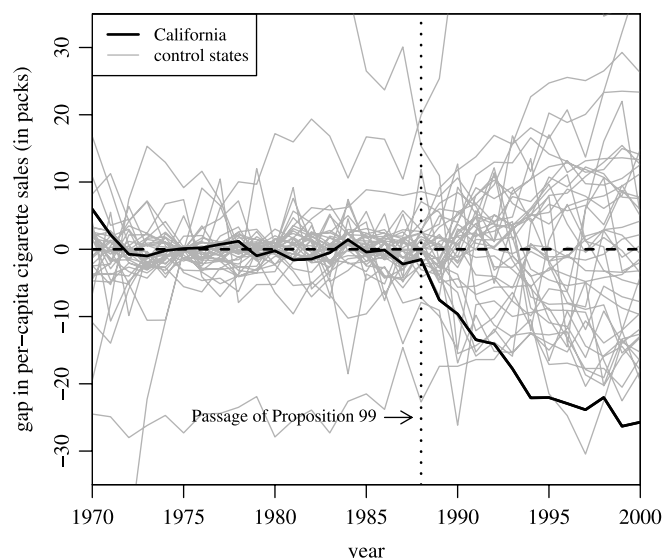 California
control states
gap in per−capita cigarette sales (in packs)
30
20
10
0
−10
−20
−30
Passage of Proposition 99
1970 1975 1980 1985 1990 1995 2000
year